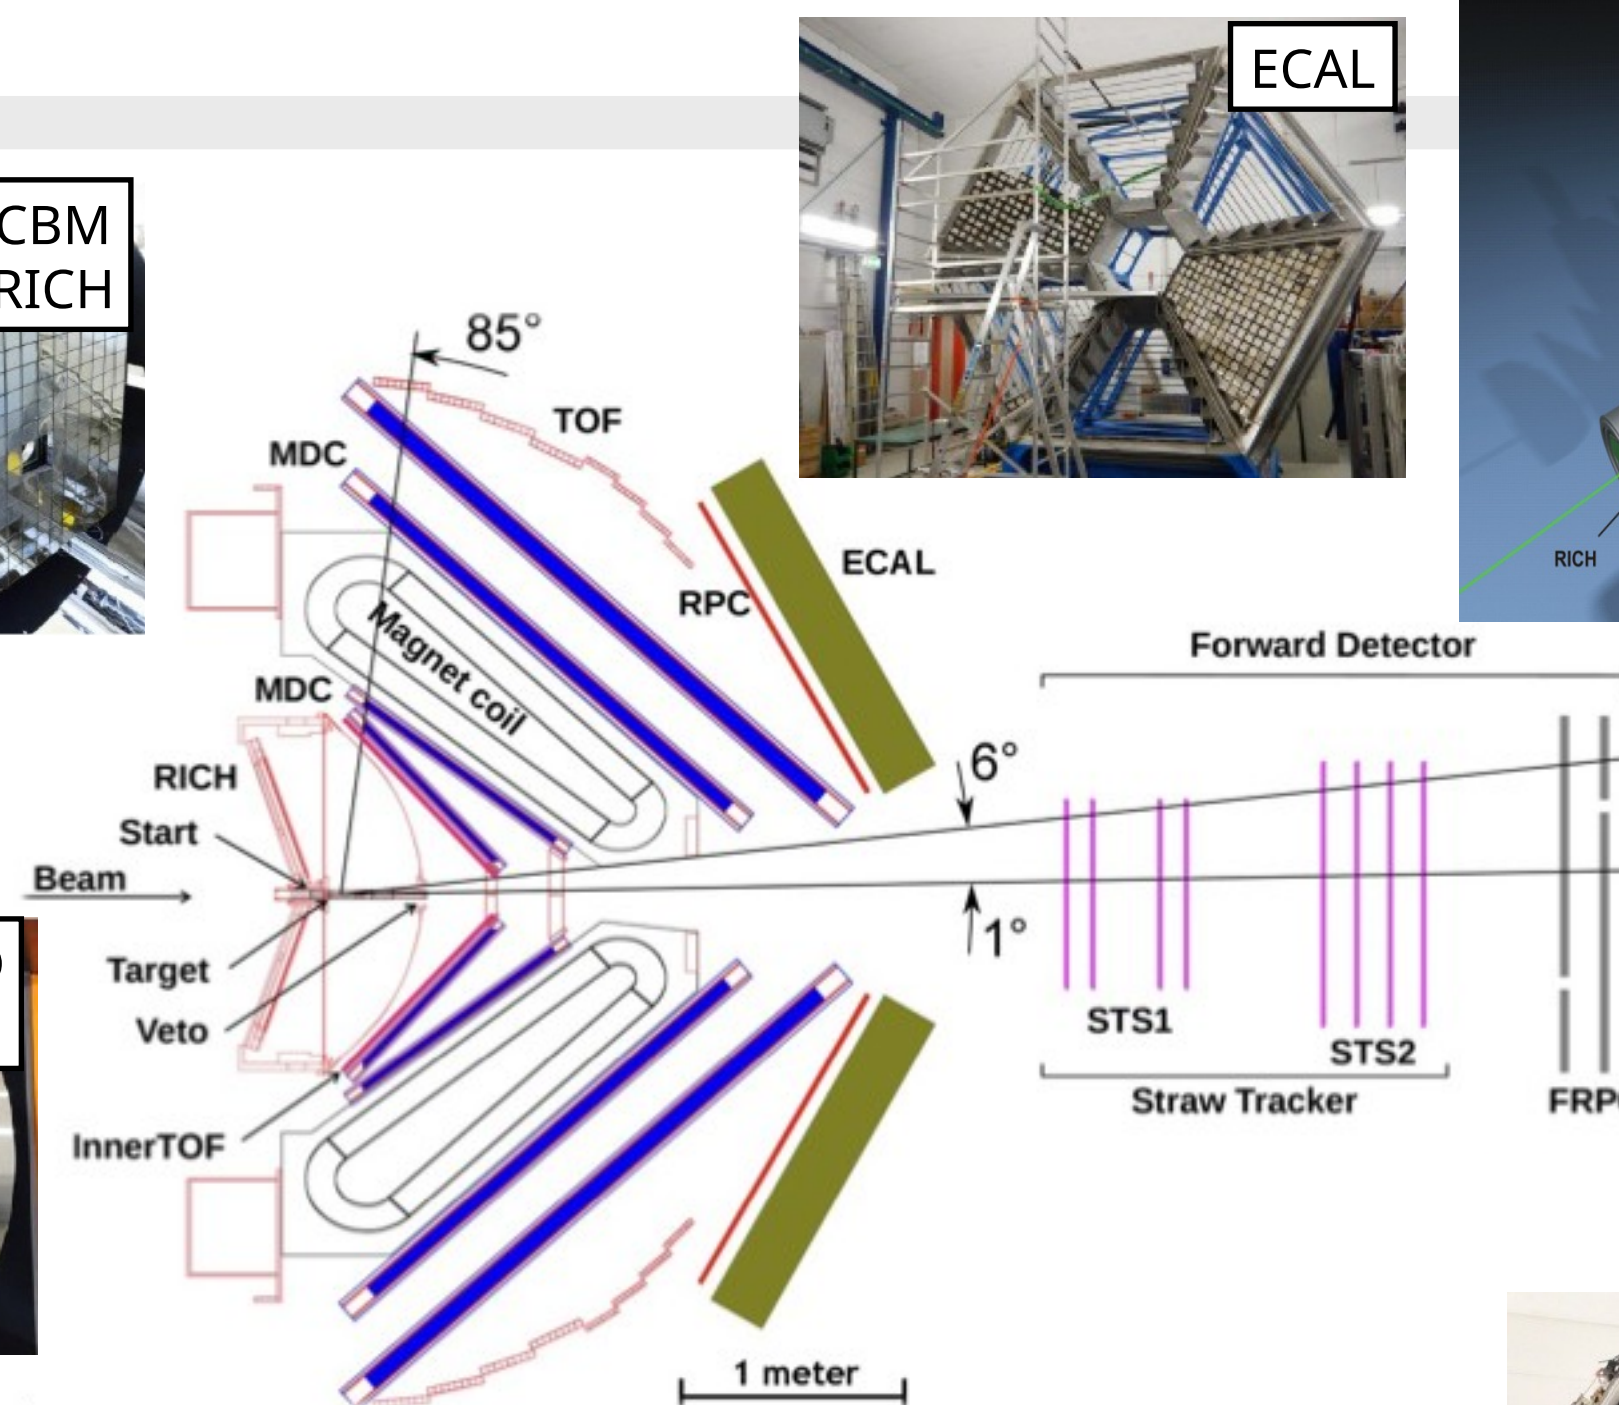 ECAL
CBM
RICH
85°
TOF
MDC
ECAL
RPC
RICH
Magnet coil
Forward Detector
MDC
6°
RICH
Start
Beam
1°
Target
STS1
Veto
STS2
Straw Tracker
InnerTOF
1 meter